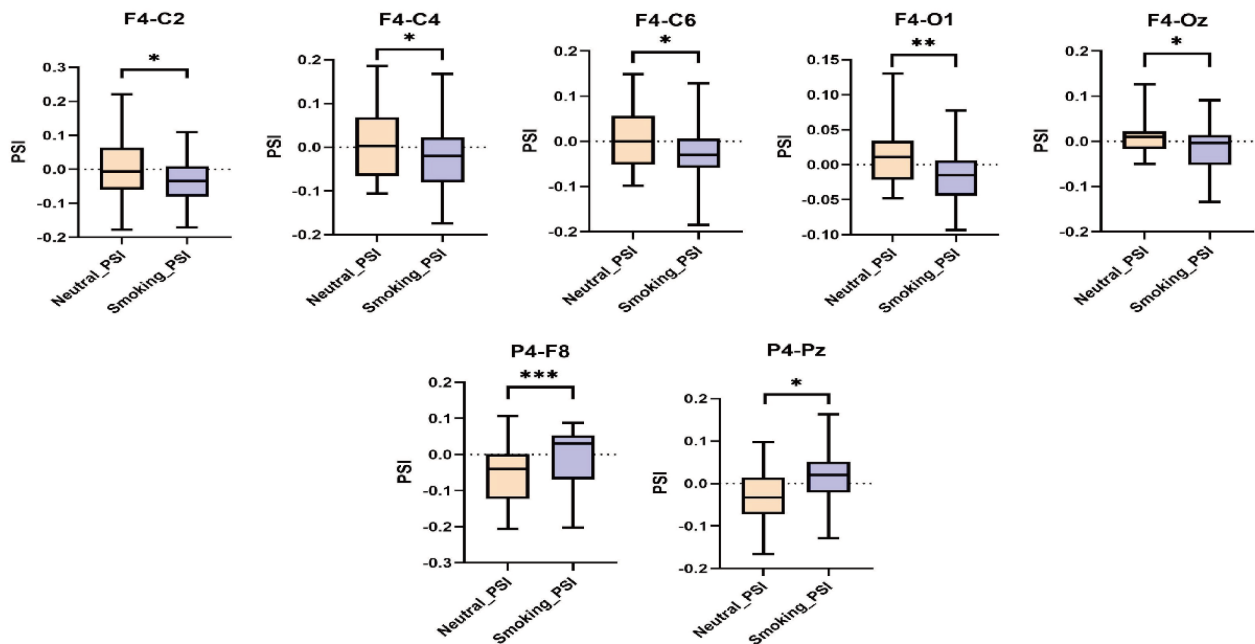 F4-C2
*
PSI
0.3
0.2
0.1
0.0
-0.1
-0.2
Neutral_PSI
Smoking_PSI
F4-C4
*
PSI
0.2
0.1
0.0
-0.1
-0.2
Neutral_PSI
Smoking_PSI
F4-C6
*
PSI
0.2
0.1
0.0
-0.1
-0.2
Neutral_PSI
Smoking_PSI
F4-O1
**
PSI
0.15
0.10
0.05
0.00
-0.05
-0.10
Neutral_PSI
Smoking_PSI
F4-Oz
*
PSI
0.2
0.1
0.0
-0.1
-0.2
Neutral_PSI
Smoking_PSI
P4-F8
***
PSI
0.2
0.1
0.0
-0.1
-0.2
-0.3
Neutral_PSI
Smoking_PSI
P4-Pz
*
PSI
0.2
0.1
0.0
-0.1
-0.2
Neutral_PSI
Smoking_PSI